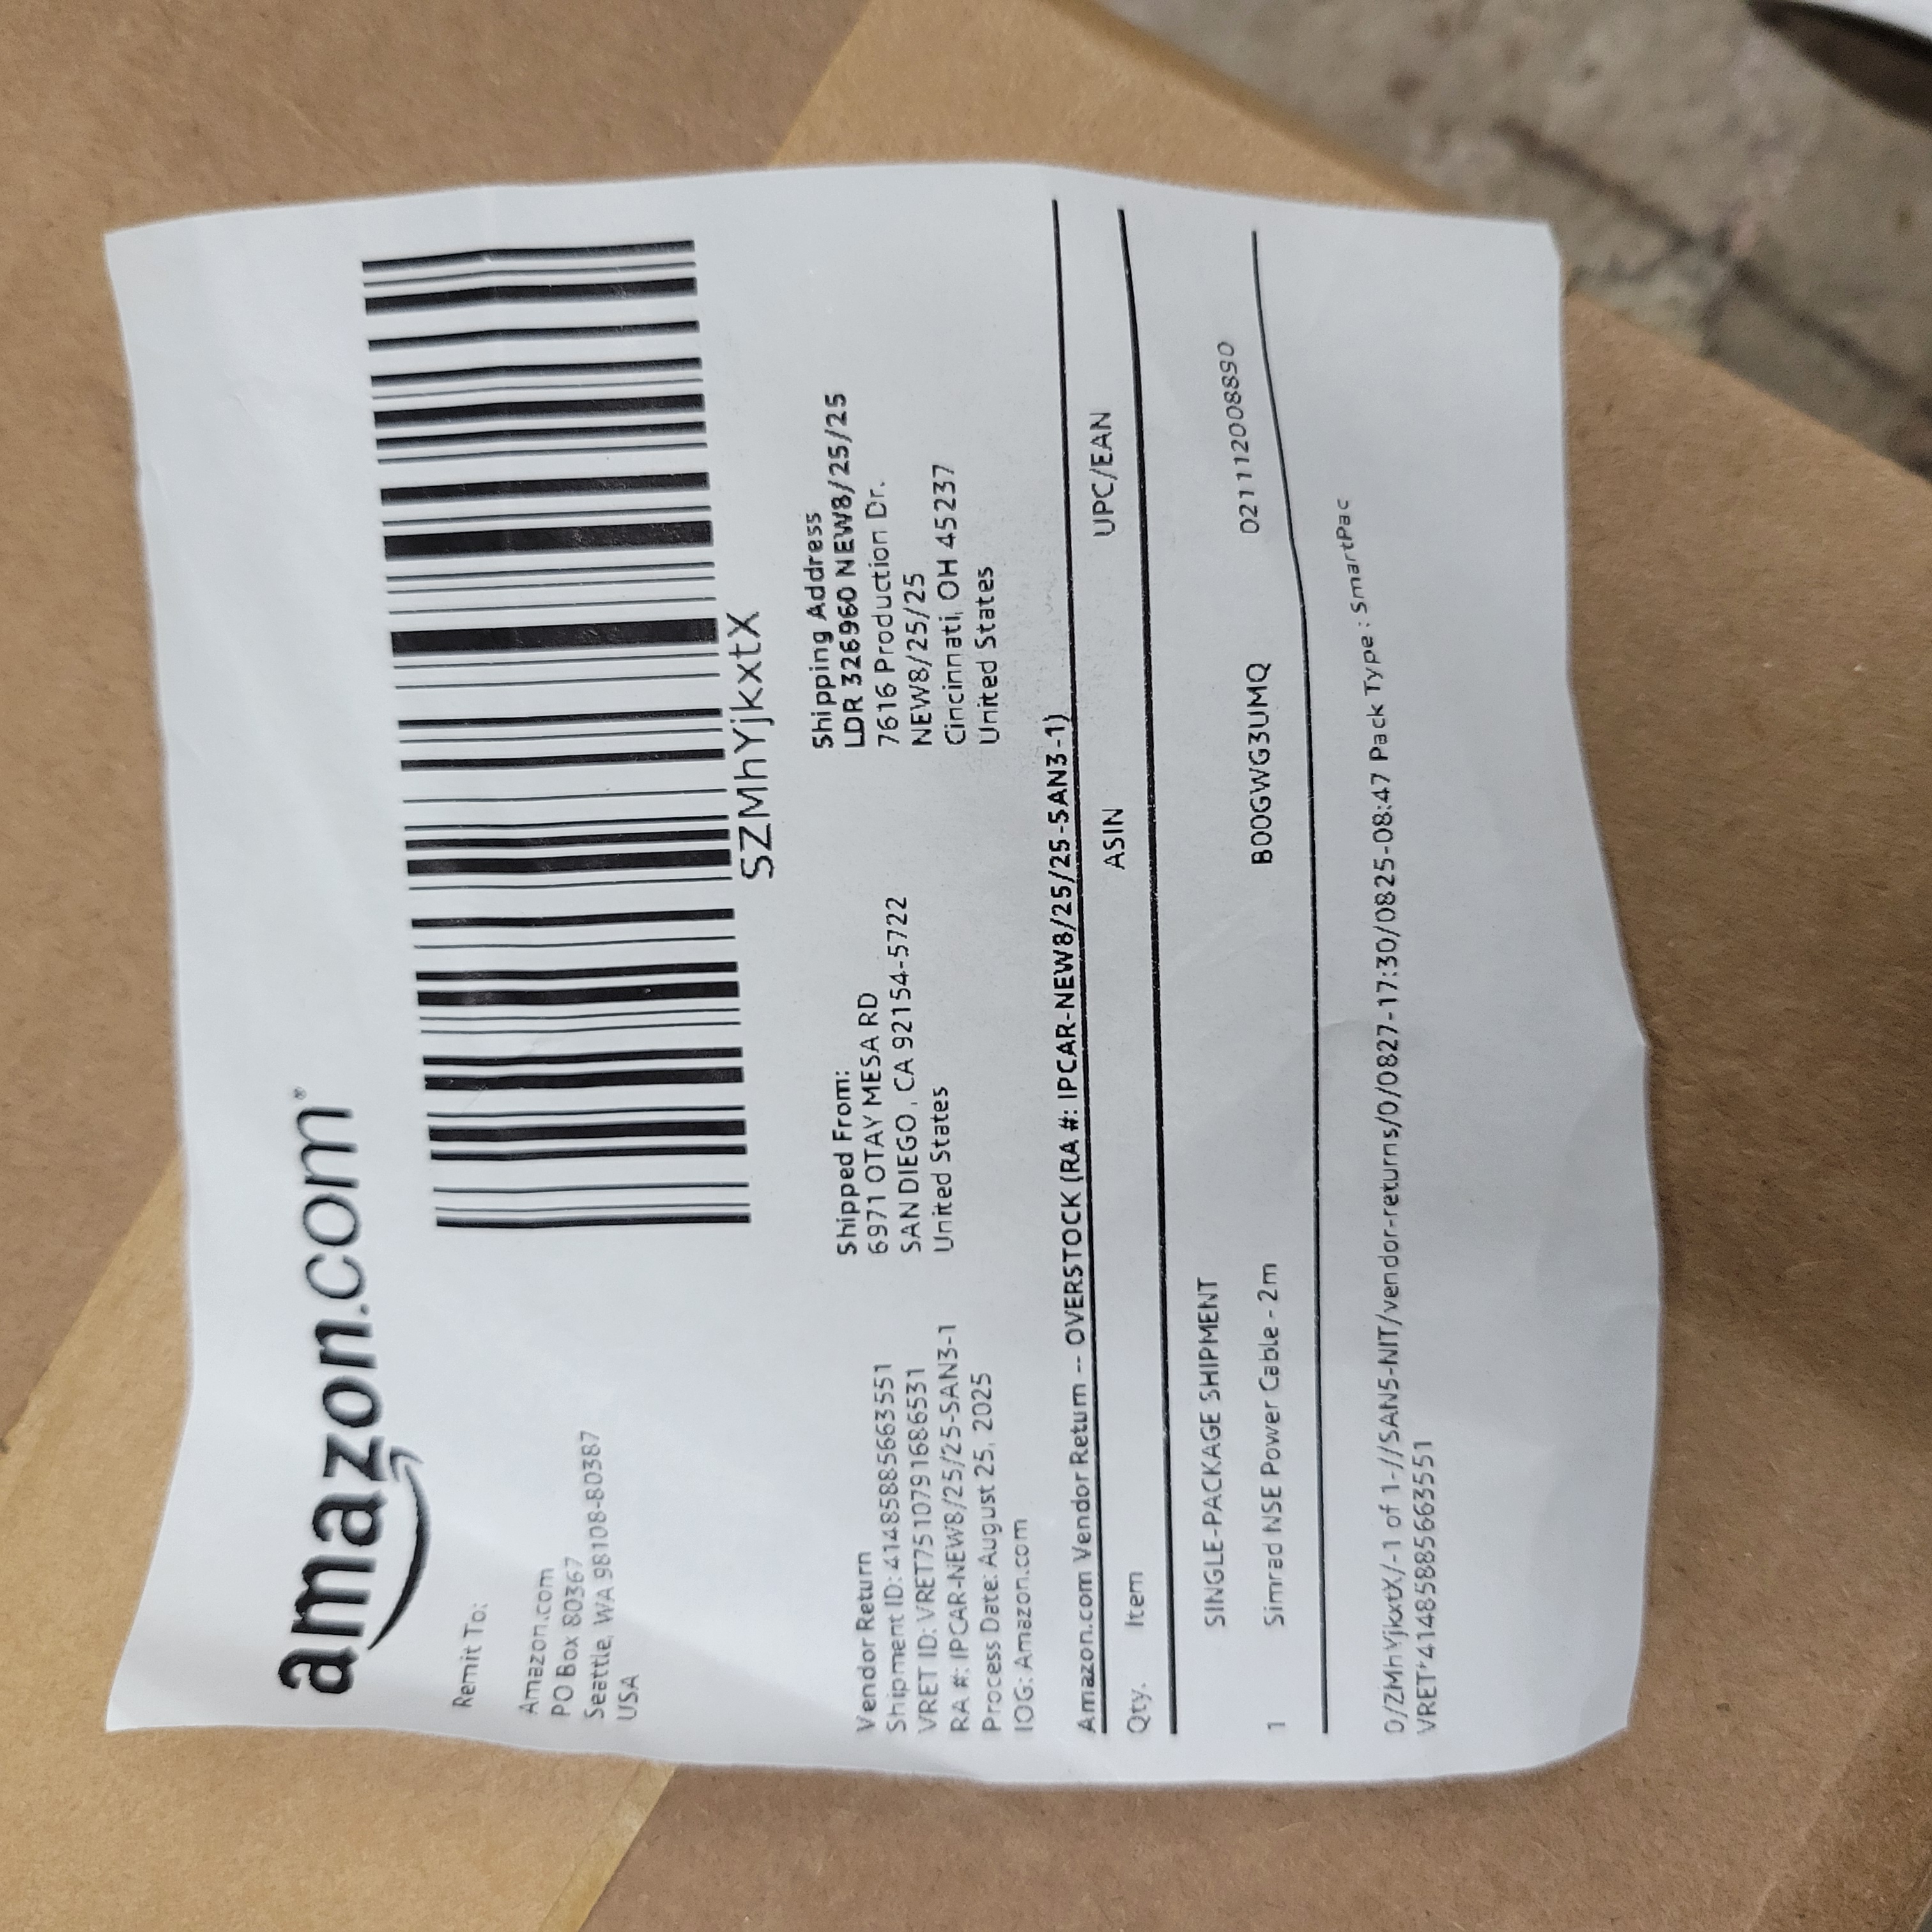 amazon.com
Remit To:
Amazon.com
PO Box 80367
Seattle, WA 98108-80387
USA
SZMhYjkxtX
Vendor Return
Shipment ID: 41485885663551
VRET ID: VRET7510791686531
RA #: IPCAR-NEW8/25/25-SAN3-1
Process Date: August 25, 2025
IOG: Amazon.com
Shipped From:
6971 OTAY MESA RD
SAN DIEGO , CA 92154-5722
United States
Shipping Address
LDR 326960 NEW8/25/25
7616 Production Dr.
NEW8/25/25
Cincinnati, OH 45237
United States
Amazon.com Vendor Return -- OVERSTOCK (RA #: IPCAR-NEW8/25/25-SAN3-1)
Qty. Item ASIN UPC/EAN
SINGLE-PACKAGE SHIPMENT
1 Simrad NSE Power Cable - 2m B00GWG3UMQ 021112008890
0/ZMhYjkxtX/-1 of 1-//SAN5-NIT/vendor-returns/0/0827-17:30/0825-08:47 Pack Type : SmartPac
VRET*41485885663551